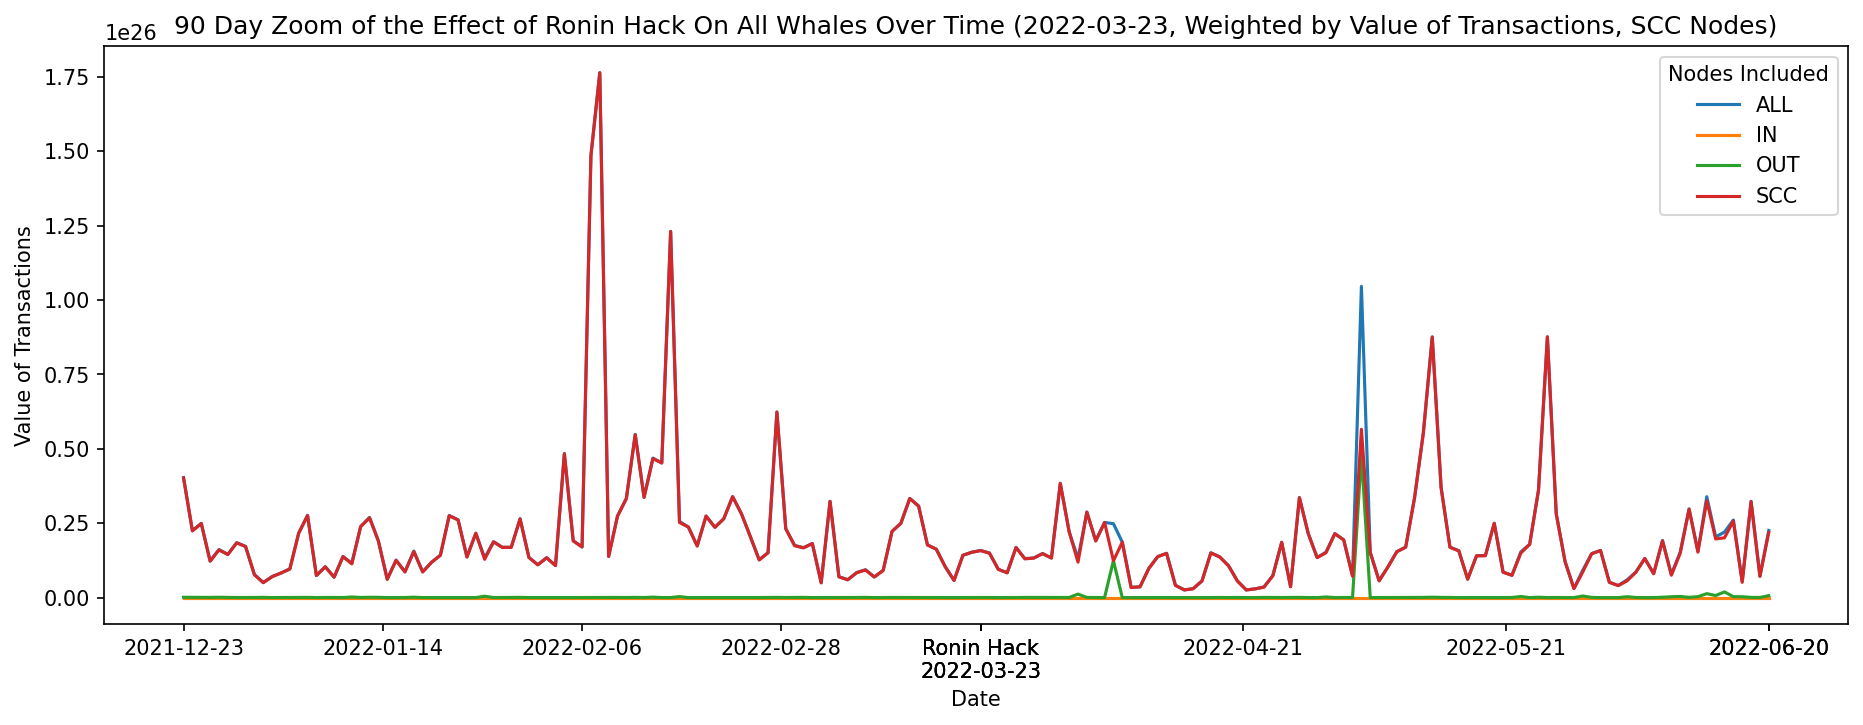 90 Day Zoom of the Effect of Ronin Hack On All Whales Over Time (2022-03-23, Weighted by Value of Transactions, SCC Nodes)
1e26
1.75
1.50
1.25
1.00
0.75
0.50
0.25
0.00
Value of Transactions
Nodes Included
ALL
IN
OUT
SCC
2021-12-23
2022-01-14
2022-02-06
2022-02-28
Ronin Hack
2022-03-23
2022-04-21
2022-05-21
2022-06-20
Date